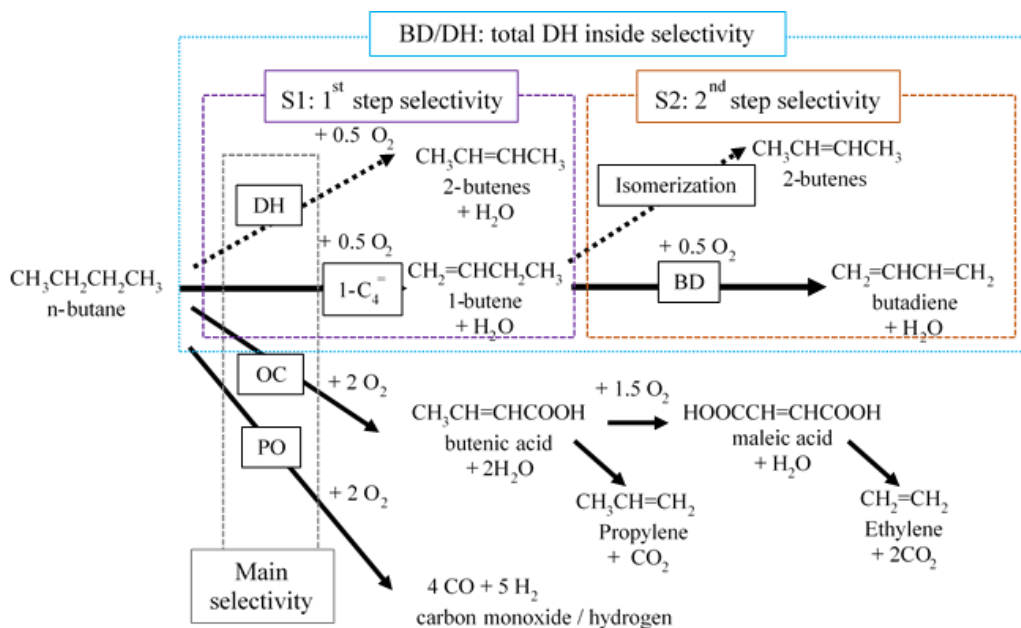 BD/DH: total DH inside selectivity
S1: 1st step selectivity
S2: 2nd step selectivity
+ 0.5 O2
CH3CH=CHCH3
2-butenes
+ H2O
DH
CH3CH=CHCH3
2-butenes
Isomerization
CH3CH2CH2CH3
n-butane
+ 0.5 O2
1-C4=
CH2=CHCH2CH3
1-butene
+ H2O
+ 0.5 O2
BD
CH2=CHCH=CH2
butadiene
+ H2O
OC
+ 2 O2
CH3CH=CHCOOH
butenic acid
+ 2H2O
+ 1.5 O2
HOOCCH=CHCOOH
maleic acid
+ H2O
PO
+ 2 O2
CH3CH=CH2
Propylene
+ CO2
CH2=CH2
Ethylene
+ 2CO2
Main
selectivity
4 CO + 5 H2
carbon monoxide / hydrogen